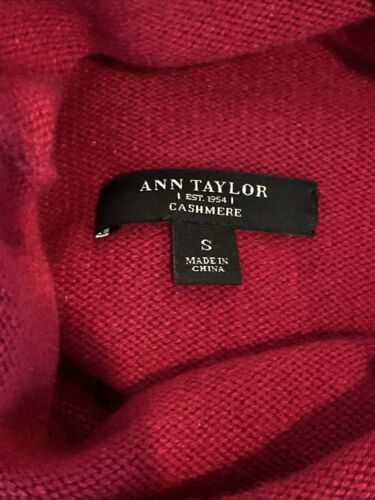 ANN TAYLOR
| EST. 1954 |
CASHMERE
S
MADE IN
CHINA